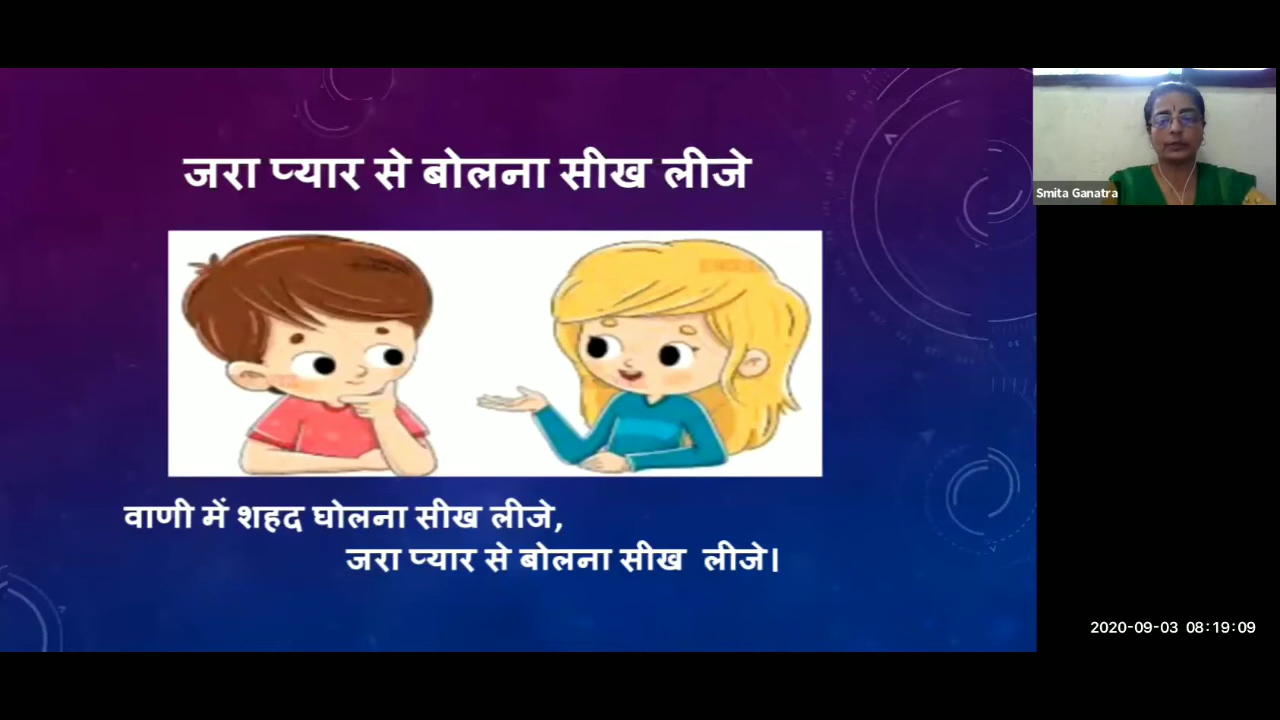 जरा प्यार से बोलना सीख लीजे
Smita Ganatra
वाणी में शहद घोलना सीख लीजे,
जरा प्यार से बोलना सीख लीजे।
2020-09-03 08:19:09